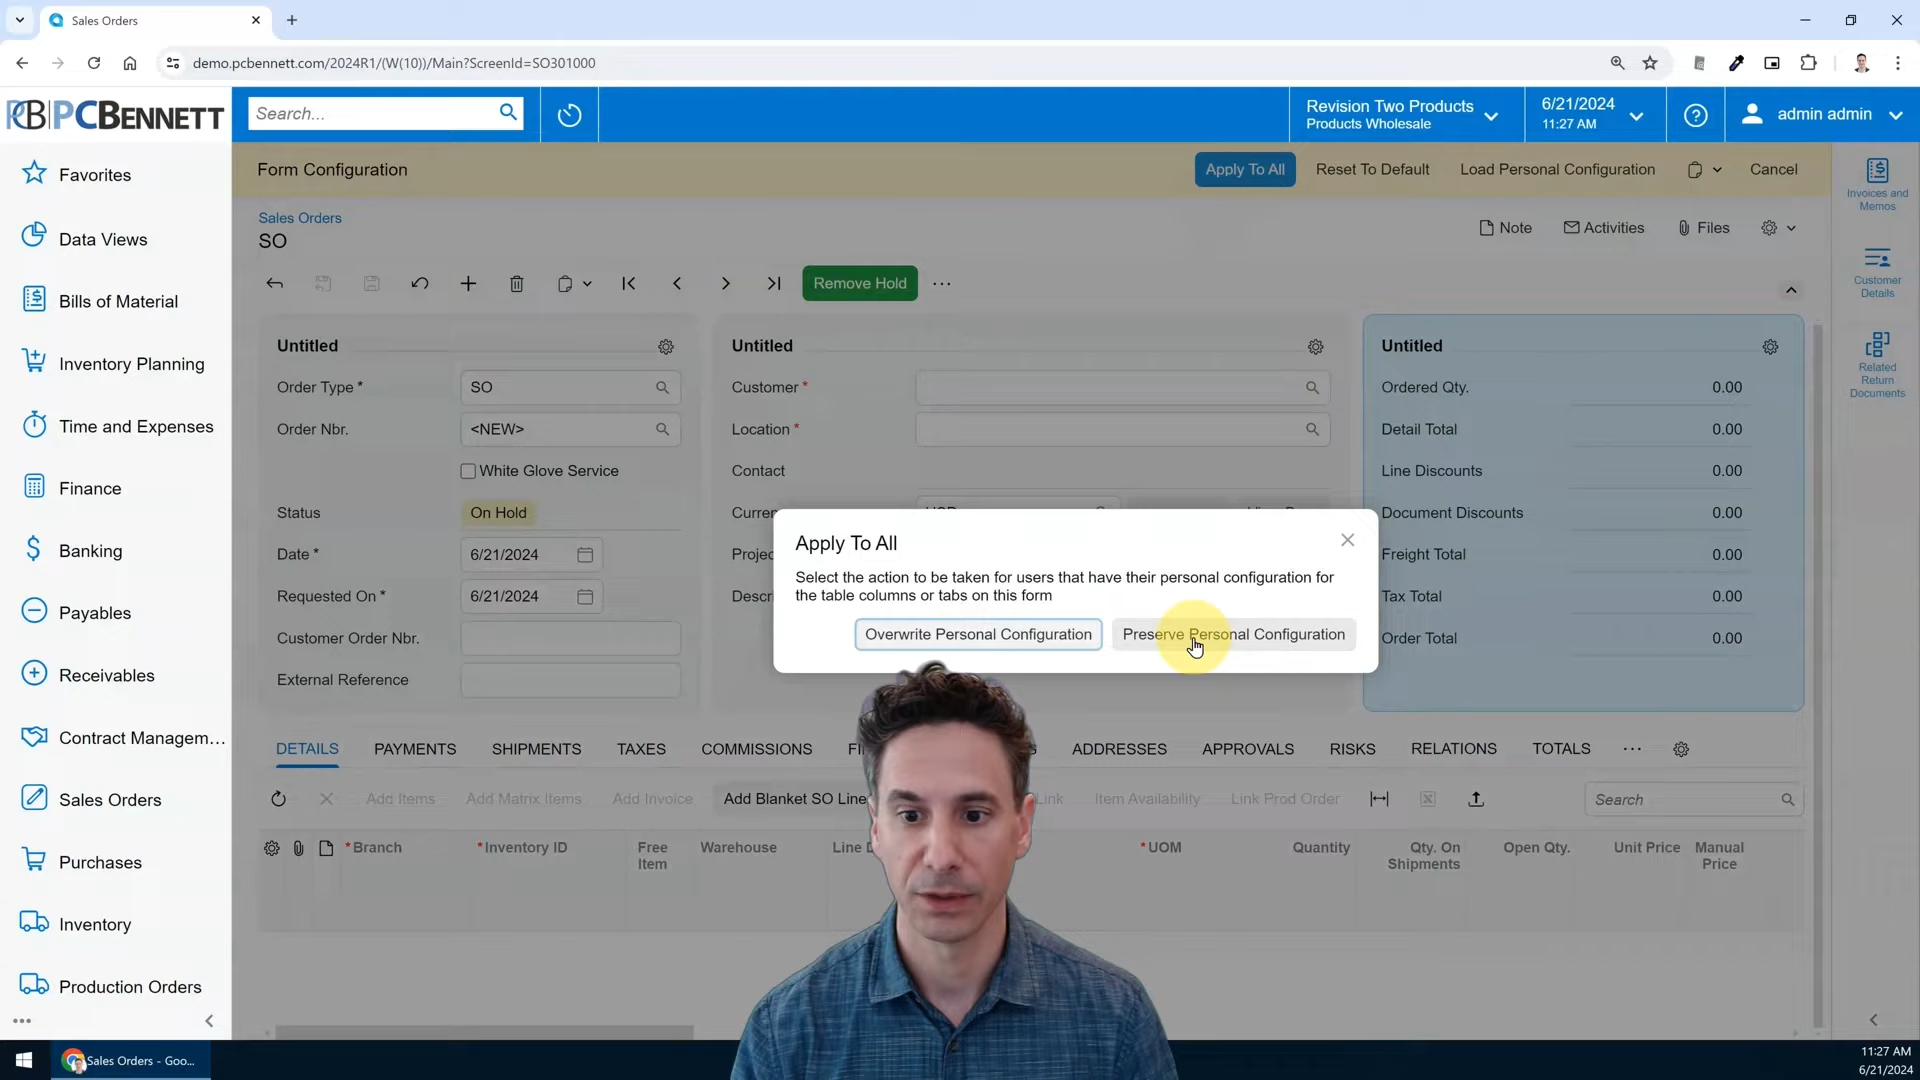 Sales Orders
demo.pcbennett.com/2024R1/(W(10))/Main?ScreenId=SO301000
PCB PCBENNETT
Search...
Revision Two Products
Products Wholesale
6/21/2024
11:27 AM
admin admin
Favorites
Data Views
Bills of Material
Inventory Planning
Time and Expenses
Finance
Banking
Payables
Receivables
Contract Managem...
Sales Orders
Purchases
Inventory
Production Orders
Form Configuration
Apply To All
Reset To Default
Load Personal Configuration
Cancel
Sales Orders
SO
Note
Activities
Files
Remove Hold
Untitled
Order Type *
SO
Order Nbr.
<NEW>
White Glove Service
Status
On Hold
Date *
6/21/2024
Requested On *
6/21/2024
Customer Order Nbr.
External Reference
Untitled
Customer *
Location *
Contact
Untitled
Ordered Qty.
0.00
Detail Total
0.00
Line Discounts
0.00
Document Discounts
0.00
Freight Total
0.00
Tax Total
0.00
Order Total
0.00
Apply To All
Select the action to be taken for users that have their personal configuration for
the table columns or tabs on this form
Overwrite Personal Configuration
Preserve Personal Configuration
DETAILS
PAYMENTS
SHIPMENTS
TAXES
COMMISSIONS
ADDRESSES
APPROVALS
RISKS
RELATIONS
TOTALS
Add Items
Add Matrix Items
Add Invoice
Add Blanket SO Line
Link
Item Availability
Link Prod Order
Search
* Branch
* Inventory ID
Free
Item
Warehouse
Line
* UOM
Quantity
Qty. On
Shipments
Open Qty.
Unit Price
Manual
Price
Invoices and
Memos
Customer
Details
Related
Return
Documents
Sales Orders - Goo...
11:27 AM
6/21/2024